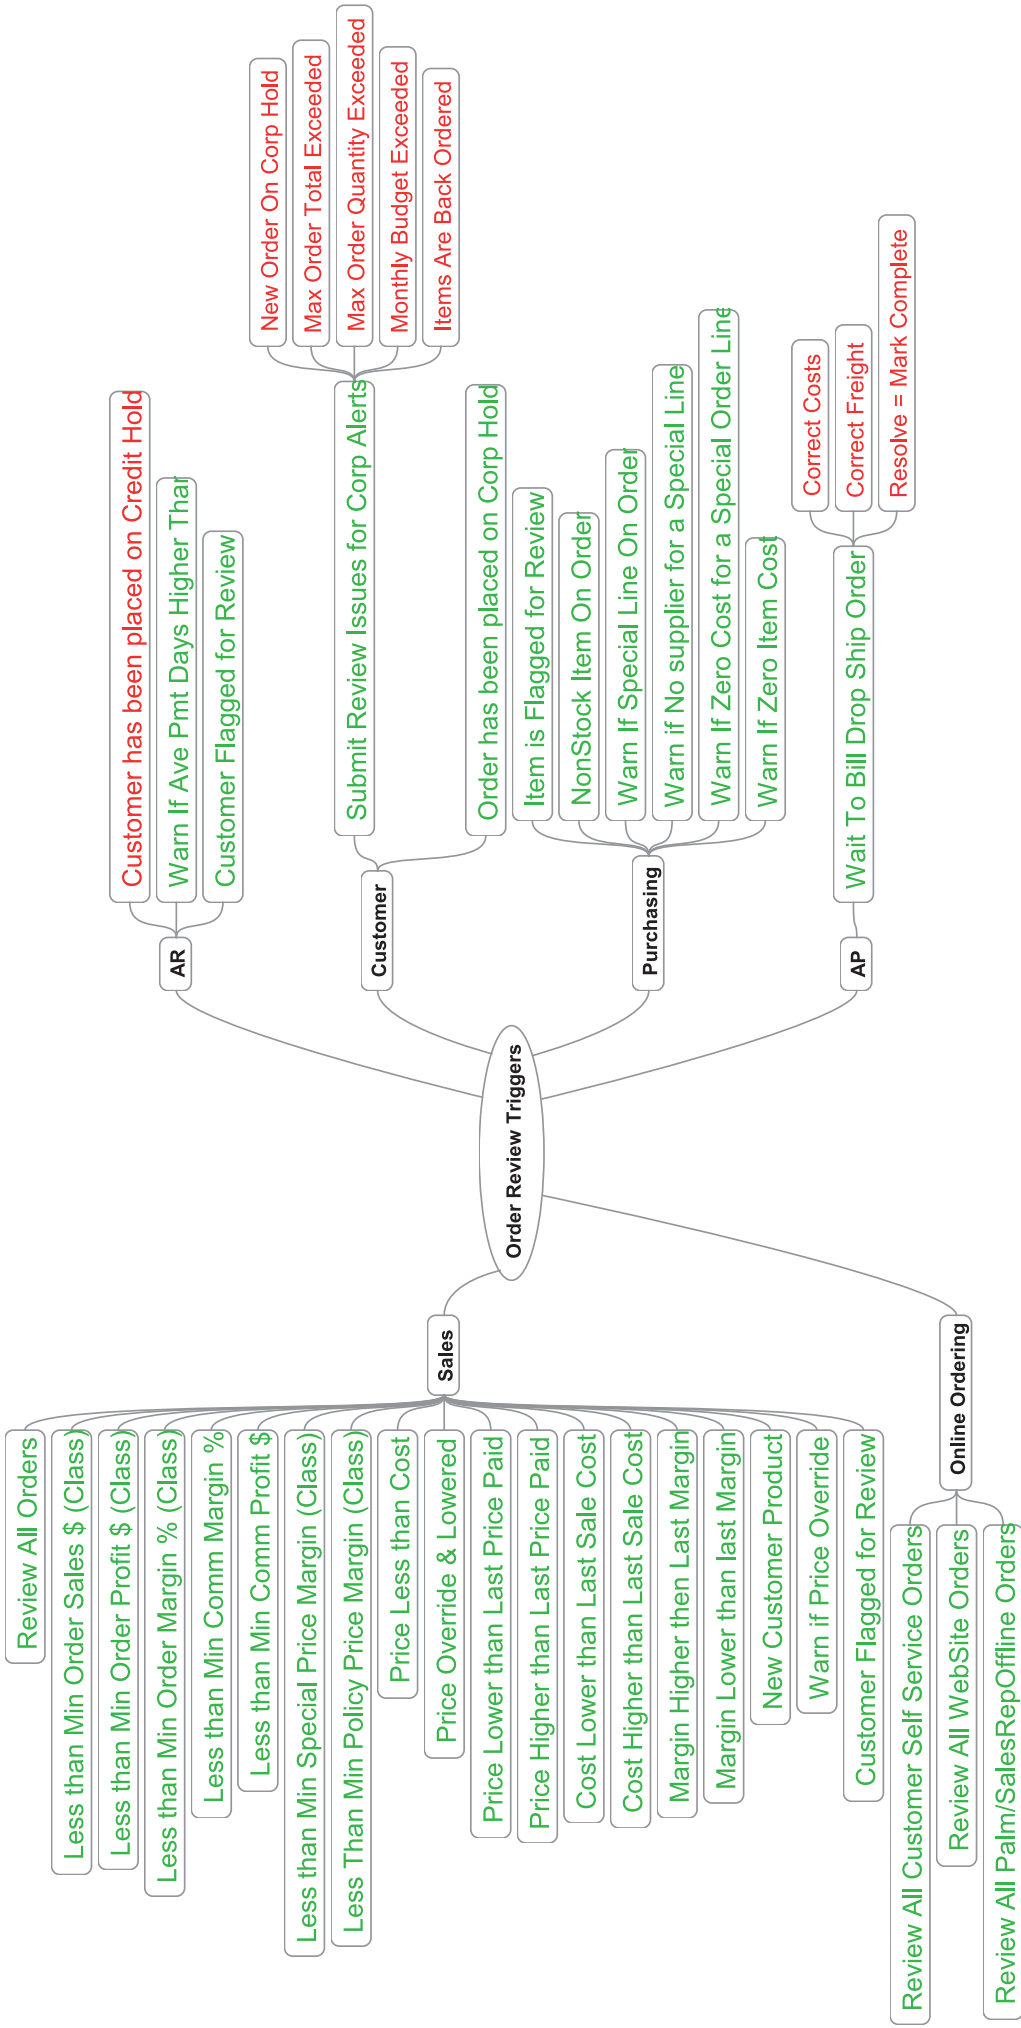 Order Review Triggers
Sales
Review All Orders
Less than Min Order Sales $ (Class)
Less than Min Order Profit $ (Class)
Less than Min Order Margin % (Class)
Less than Min Comm Margin %
Less than Min Comm Profit $
Less than Min Special Price Margin (Class)
Less Than Min Policy Price Margin (Class)
Price Less than Cost
Price Override & Lowered
Price Lower than Last Price Paid
Price Higher than Last Price Paid
Cost Lower than Last Sale Cost
Cost Higher than Last Sale Cost
Margin Higher then Last Margin
Margin Lower than last Margin
New Customer Product
Warn if Price Override
Customer Flagged for Review
Online Ordering
Review All Customer Self Service Orders
Review All WebSite Orders
Review All Palm/SalesRepOffline Orders
AR
Customer has been placed on Credit Hold
Warn If Ave Pmt Days Higher Than
Customer Flagged for Review
Customer
Submit Review Issues for Corp Alerts
New Order On Corp Hold
Max Order Total Exceeded
Max Order Quantity Exceeded
Monthly Budget Exceeded
Items Are Back Ordered
Order has been placed on Corp Hold
Purchasing
Item is Flagged for Review
NonStock Item On Order
Warn If Special Line On Order
Warn if No supplier for a Special Line
Warn If Zero Cost for a Special Order Line
Warn If Zero Item Cost
AP
Wait To Bill Drop Ship Order
Correct Costs
Correct Freight
Resolve = Mark Complete